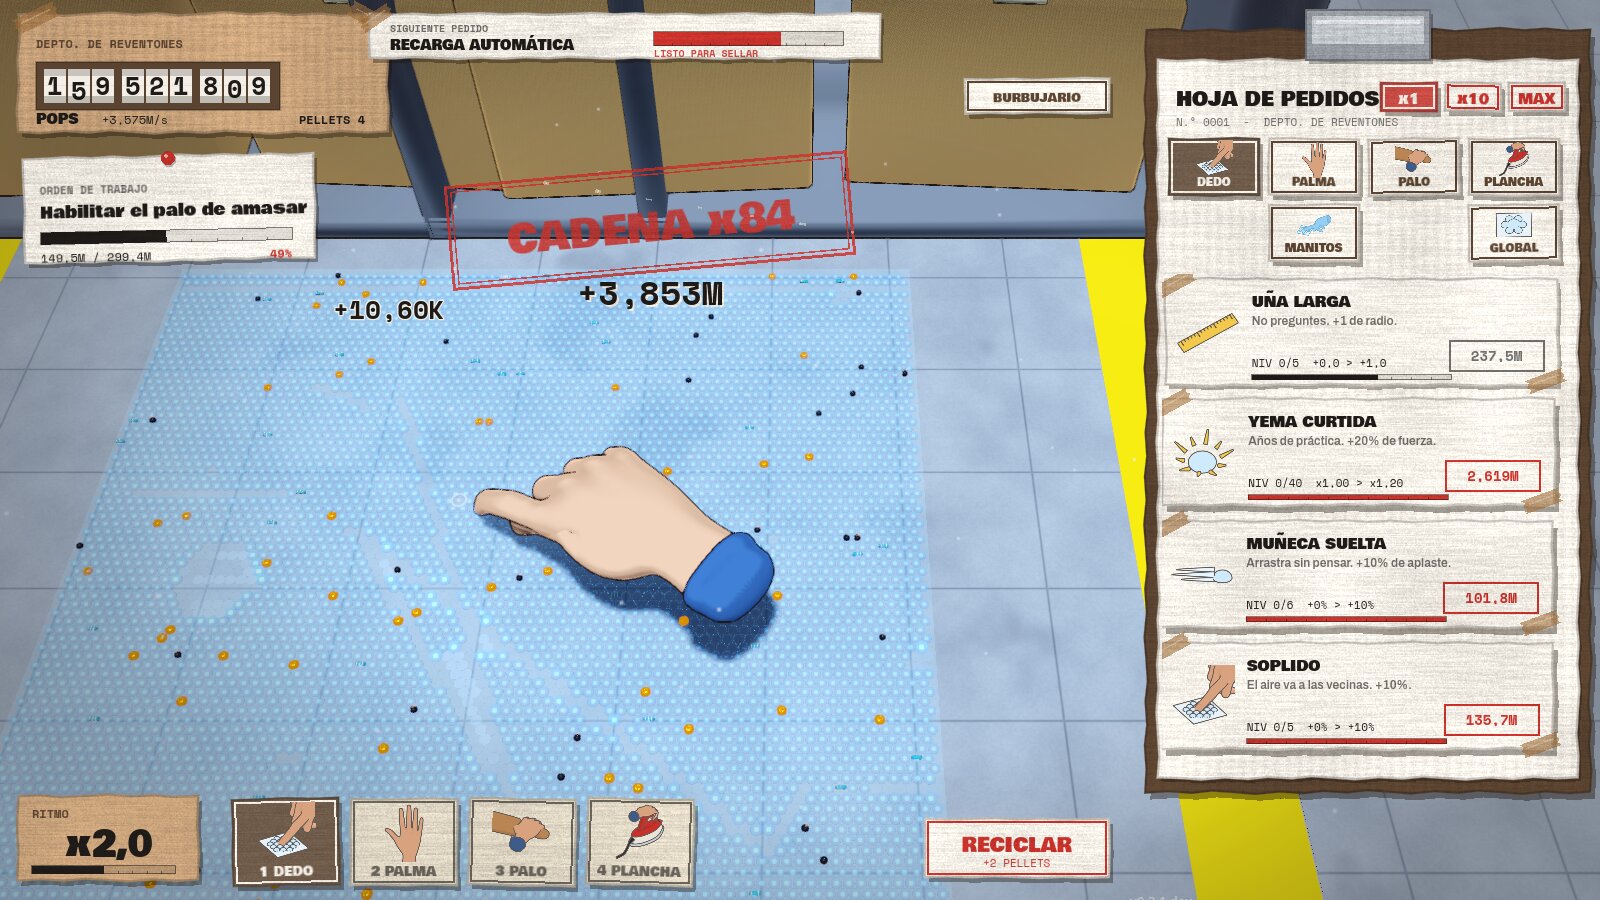 DEPTO. DE REVENTONES
159 521 809
POPS +3,575M/s PELLETS 4
SIGUIENTE PEDIDO
RECARGA AUTOMÁTICA
LISTO PARA SELLAR
BURBUJARIO
ORDEN DE TRABAJO
Habilitar el palo de amasar
149,5M / 299,4M 49%
CADENA x84
+10,60K
+3,853M
HOJA DE PEDIDOS x1 x10 MAX
N.° 0001 - DEPTO. DE REVENTONES
DEDO PALMA PALO PLANCHA
MANITOS GLOBAL
UÑA LARGA
No preguntes. +1 de radio.
NIV 0/5 +0,0 > +1,0 237,5M
YEMA CURTIDA
Años de práctica. +20% de fuerza.
NIV 0/40 x1,00 > x1,20 2,619M
MUÑECA SUELTA
Arrastra sin pensar. +10% de aplaste.
NIV 0/6 +0% > +10% 101,8M
SOPLIDO
El aire va a las vecinas. +10%.
NIV 0/5 +0% > +10% 135,7M
RITMO
x2,0
1 DEDO 2 PALMA 3 PALO 4 PLANCHA
RECICLAR
+2 PELLETS